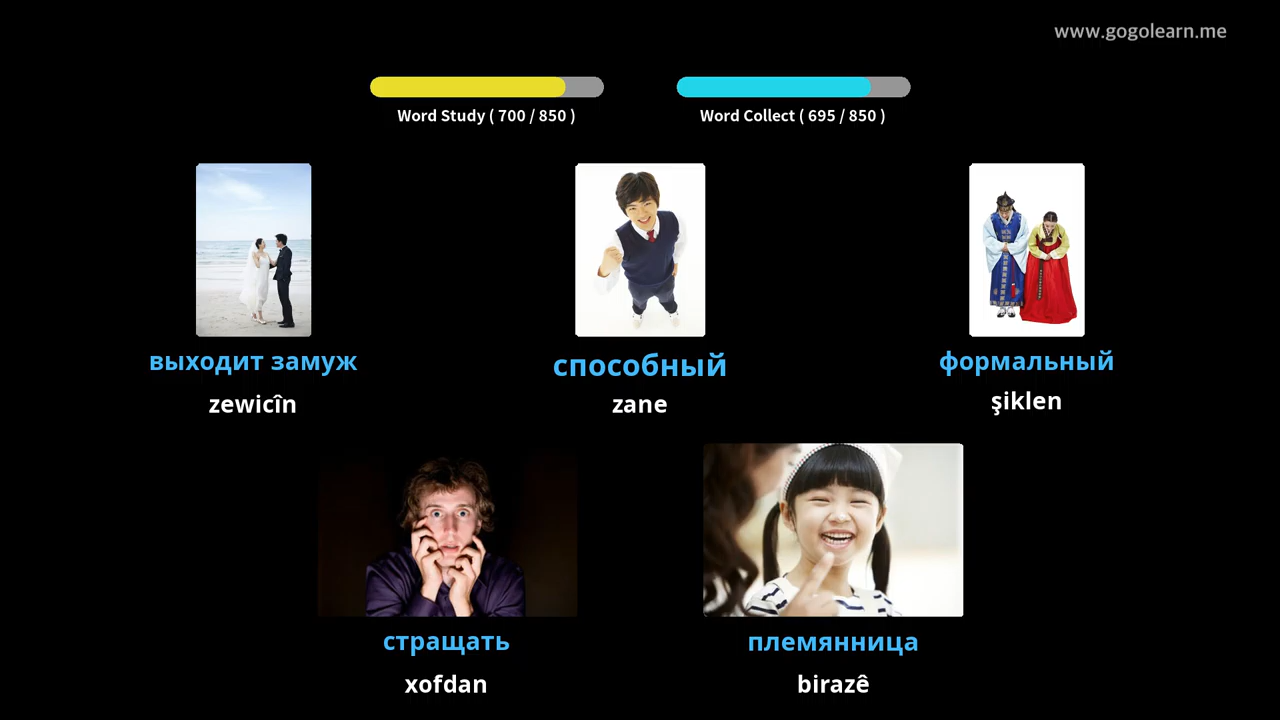 www.gogolearn.me
Word Study ( 700 / 850 )
Word Collect ( 695 / 850 )
выходит замуж
способный
формальный
zewicîn
zane
şiklen
стращать
племянница
xofdan
birazê